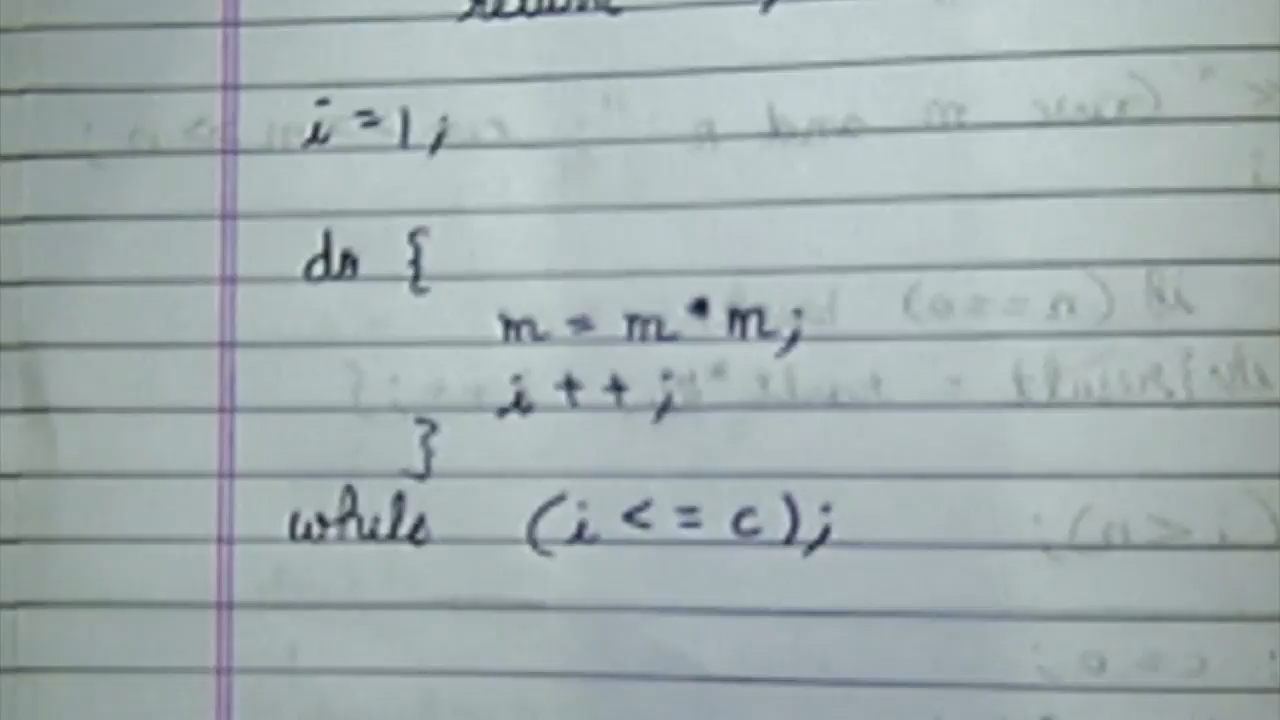 i = 1;
do {
m = m * m;
i++;
}
while (i <= c);